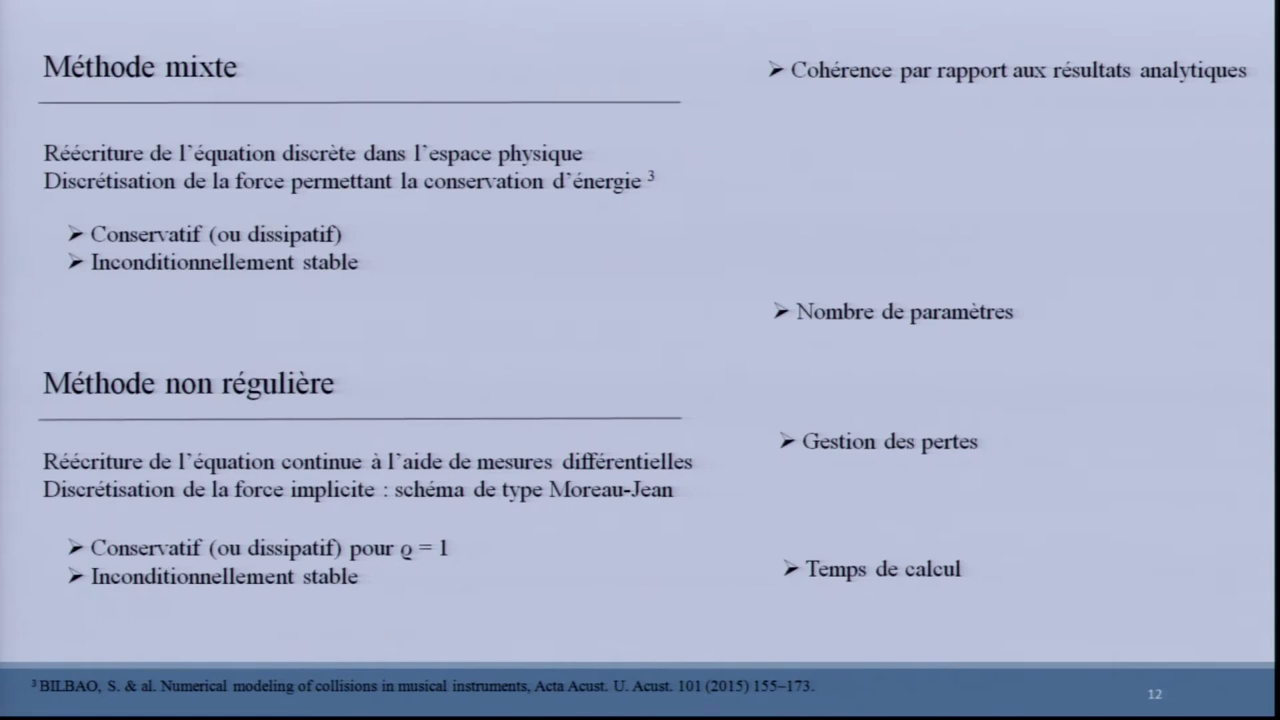 Méthode mixte
Réécriture de l'équation discrète dans l'espace physique
Discrétisation de la force permettant la conservation d'énergie ³
➢ Conservatif (ou dissipatif)
➢ Inconditionnellement stable
Méthode non régulière
Réécriture de l'équation continue à l'aide de mesures différentielles
Discrétisation de la force implicite : schéma de type Moreau-Jean
➢ Conservatif (ou dissipatif) pour ϱ = 1
➢ Inconditionnellement stable
➢ Cohérence par rapport aux résultats analytiques
➢ Nombre de paramètres
➢ Gestion des pertes
➢ Temps de calcul
³ BILBAO, S. & al. Numerical modeling of collisions in musical instruments, Acta Acust. U. Acust. 101 (2015) 155–173.
12